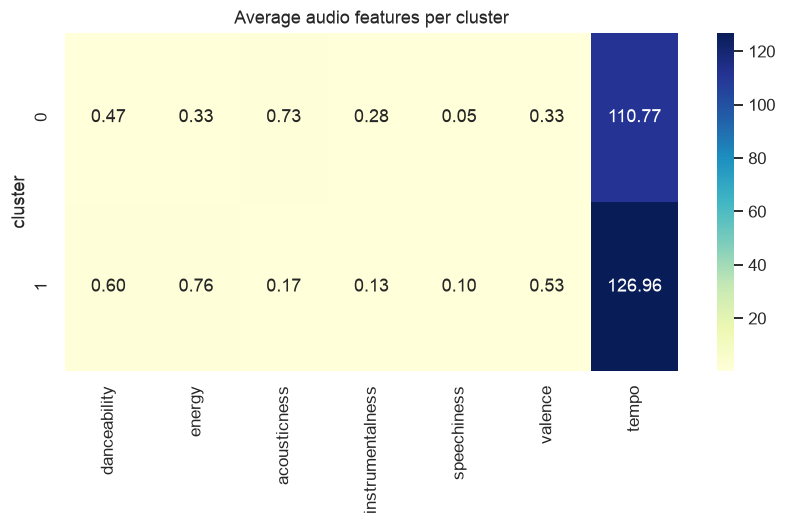 Average audio features per cluster
cluster
0
0.47 0.33 0.73 0.28 0.05 0.33 110.77
1
0.60 0.76 0.17 0.13 0.10 0.53 126.96
danceability
energy
acousticness
instrumentalness
speechiness
valence
tempo
120
100
80
60
40
20